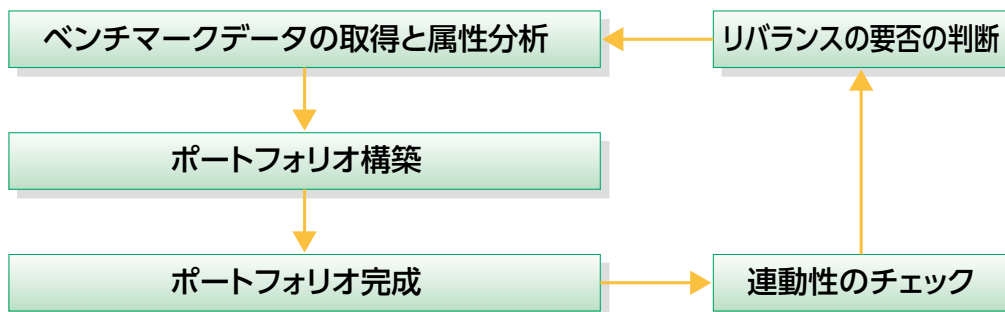 ベンチマークデータの取得と属性分析
リバランスの要否の判断
ポートフォリオ構築
ポートフォリオ完成
連動性のチェック